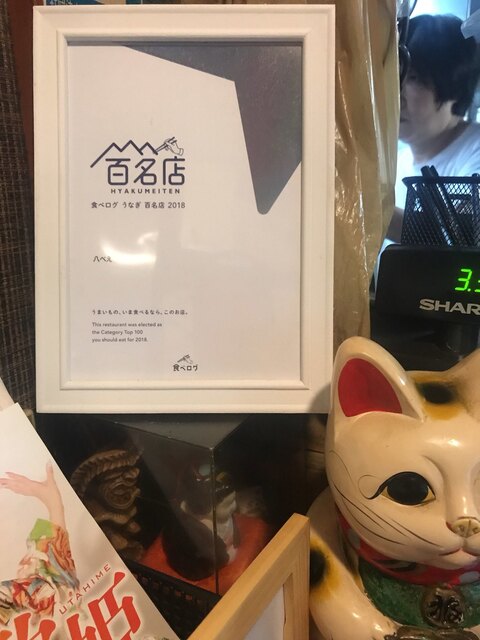 百名店
HYAKUMEITEN
食べログ うなぎ 百名店 2018
八べえ
うまいもの、いま食べるなら、このお店。
This restaurant was elected as
the Category Top 100
you should eat for 2018.
食べログ
3.
SHAR
UTAHIME
歌姫